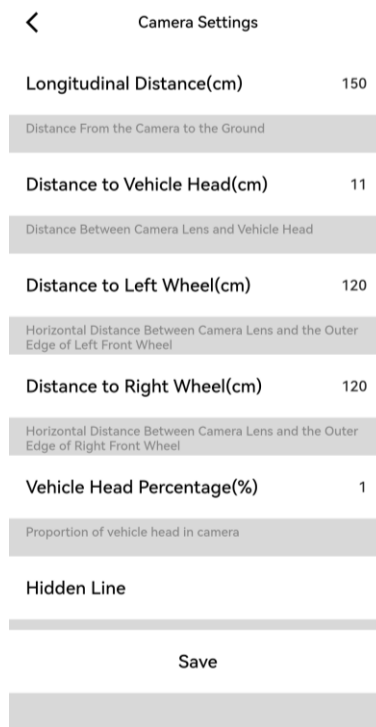 Camera Settings
Longitudinal Distance(cm) 150
Distance From the Camera to the Ground
Distance to Vehicle Head(cm) 11
Distance Between Camera Lens and Vehicle Head
Distance to Left Wheel(cm) 120
Horizontal Distance Between Camera Lens and the Outer
Edge of Left Front Wheel
Distance to Right Wheel(cm) 120
Horizontal Distance Between Camera Lens and the Outer
Edge of Right Front Wheel
Vehicle Head Percentage(%) 1
Proportion of vehicle head in camera
Hidden Line
Save